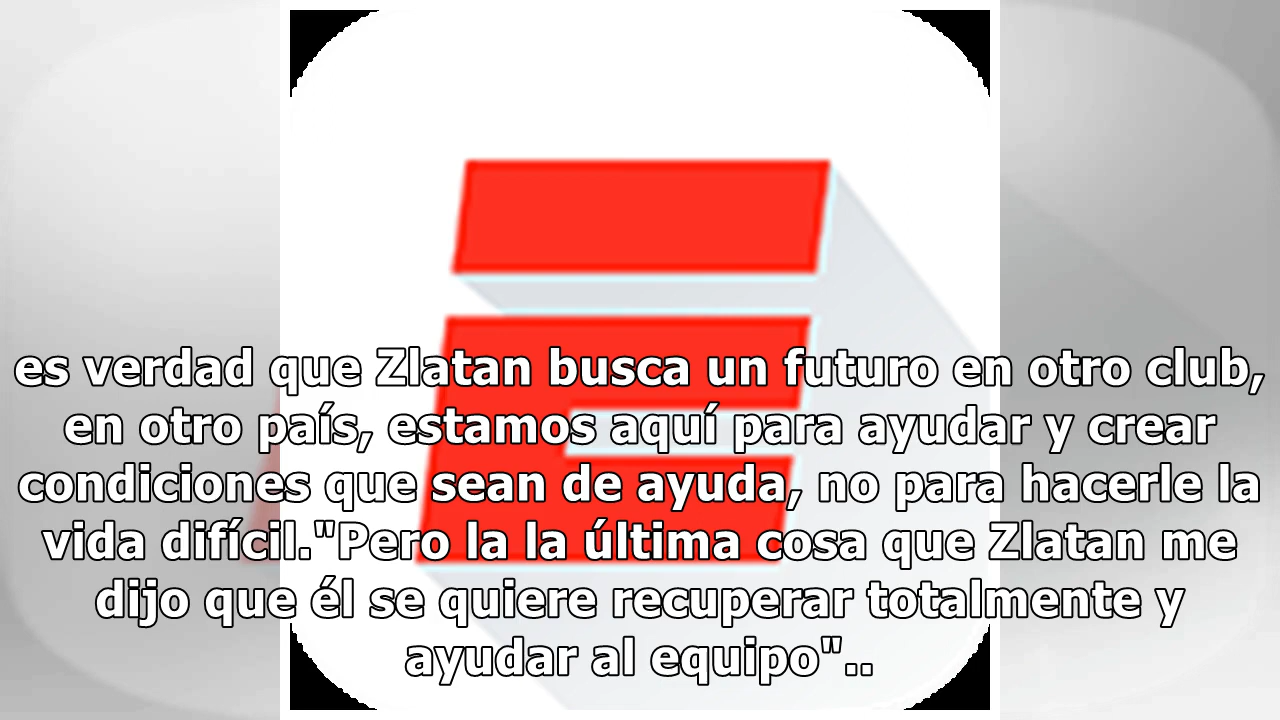 es verdad que Zlatan busca un futuro en otro club,
en otro país, estamos aquí para ayudar y crear
condiciones que sean de ayuda, no para hacerle la
vida difícil."Pero la la última cosa que Zlatan me
dijo que él se quiere recuperar totalmente y
ayudar al equipo"..